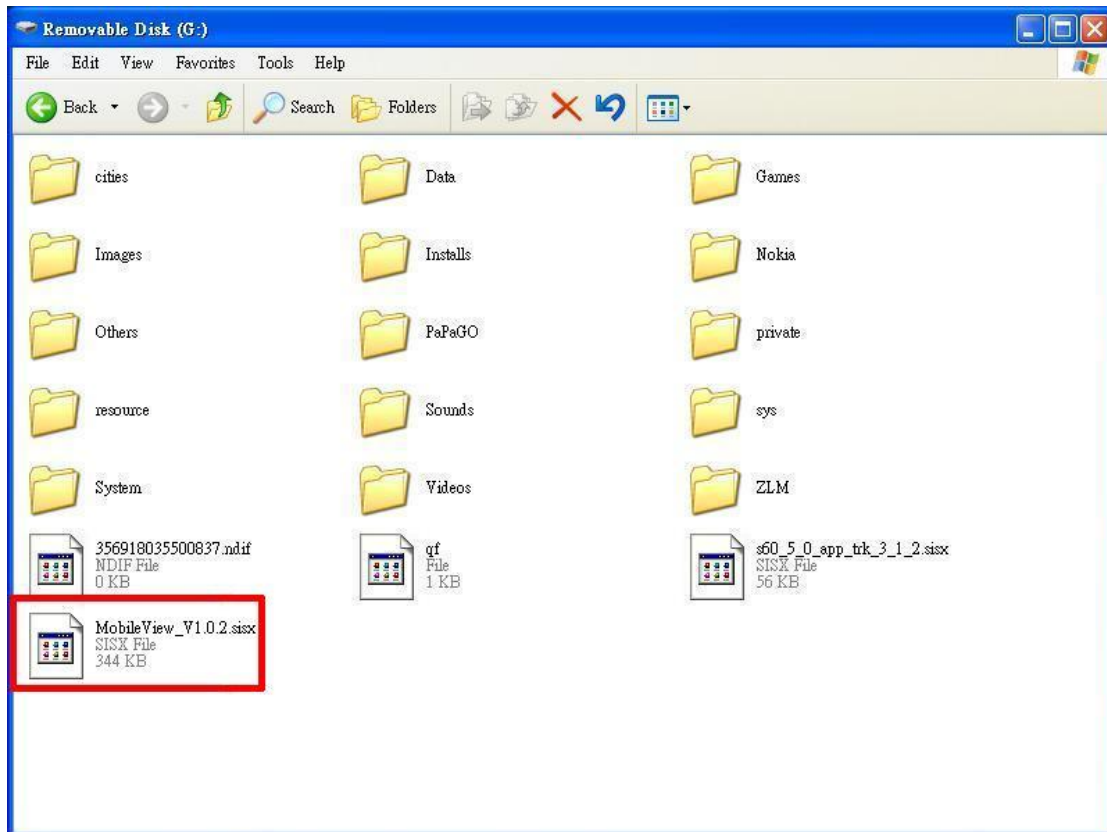 Removable Disk (G:)
File Edit View Favorites Tools Help
Back Search Folders
cities Data Games
Images Installs Nokia
Others PaPaGO private
resource Sounds sys
System Videos ZLM
356918035500837.ndif
NDIF File
0 KB
qf
File
1 KB
s60_5_0_app_trk_3_1_2.sisx
SISX File
56 KB
MobileView_V1.0.2.sisx
SISX File
344 KB